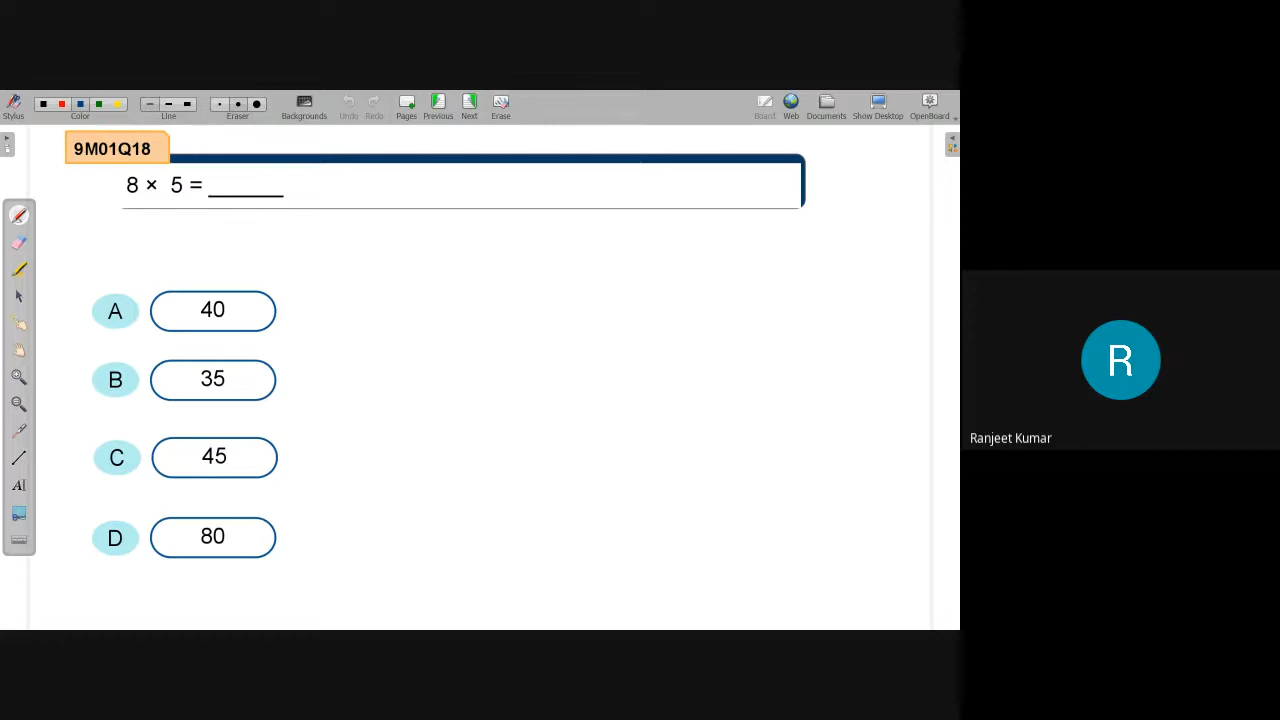 Stylus
Color
Line
Eraser
Backgrounds
Undo
Redo
Pages
Previous
Next
Erase
Board
Web
Documents
Show Desktop
OpenBoard
9M01Q18
8 × 5 = ______
A 40
B 35
C 45
D 80
AI
R
Ranjeet Kumar